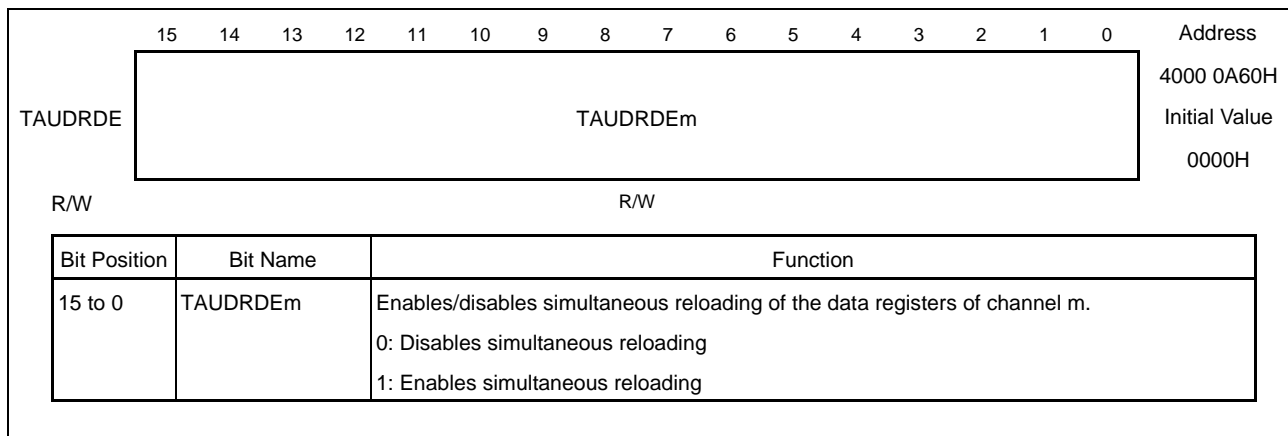 15 14 13 12 11 10 9 8 7 6 5 4 3 2 1 0 Address
4000 0A60H
TAUDRDE TAUDRDEm Initial Value
0000H
R/W R/W
Bit Position Bit Name Function
15 to 0 TAUDRDEm Enables/disables simultaneous reloading of the data registers of channel m.
0: Disables simultaneous reloading
1: Enables simultaneous reloading